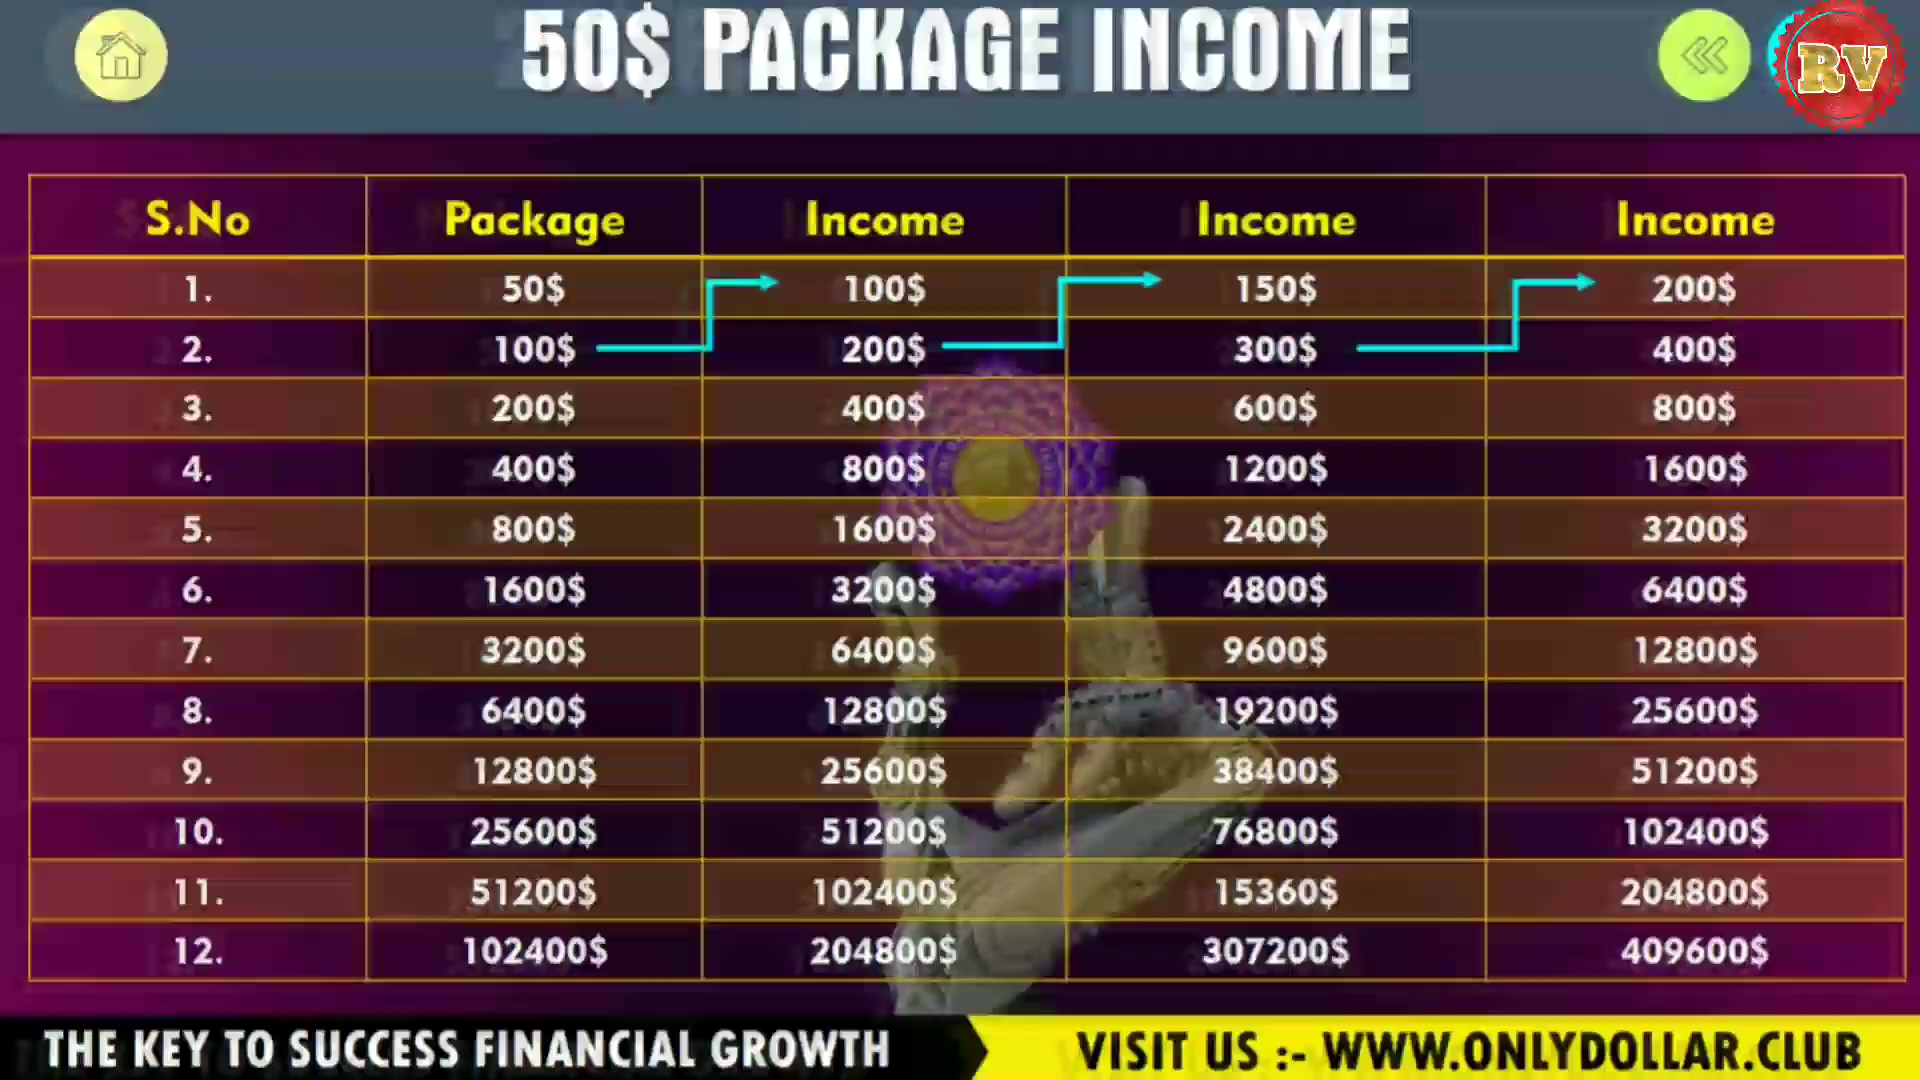 50$ PACKAGE INCOME
RV
S.No Package Income Income Income
1. 50$ 100$ 150$ 200$
2. 100$ 200$ 300$ 400$
3. 200$ 400$ 600$ 800$
4. 400$ 800$ 1200$ 1600$
5. 800$ 1600$ 2400$ 3200$
6. 1600$ 3200$ 4800$ 6400$
7. 3200$ 6400$ 9600$ 12800$
8. 6400$ 12800$ 19200$ 25600$
9. 12800$ 25600$ 38400$ 51200$
10. 25600$ 51200$ 76800$ 102400$
11. 51200$ 102400$ 15360$ 204800$
12. 102400$ 204800$ 307200$ 409600$
THE KEY TO SUCCESS FINANCIAL GROWTH
VISIT US :- WWW.ONLYDOLLAR.CLUB